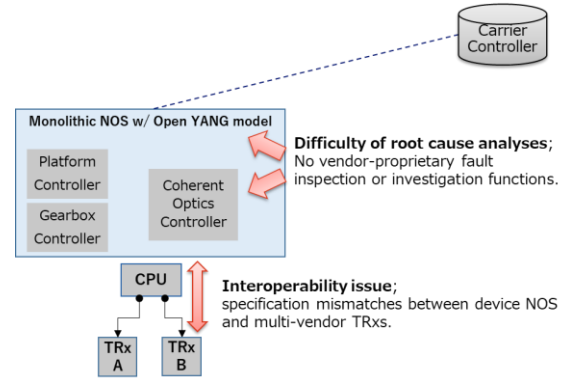 Carrier
Controller
Monolithic NOS w/ Open YANG model
Platform
Controller
Gearbox
Controller
Coherent
Optics
Controller
Difficulty of root cause analyses;
No vendor-proprietary fault
inspection or investigation functions.
CPU
Interoperability issue;
specification mismatches between device NOS
and multi-vendor TRxs.
TRx
A
TRx
B